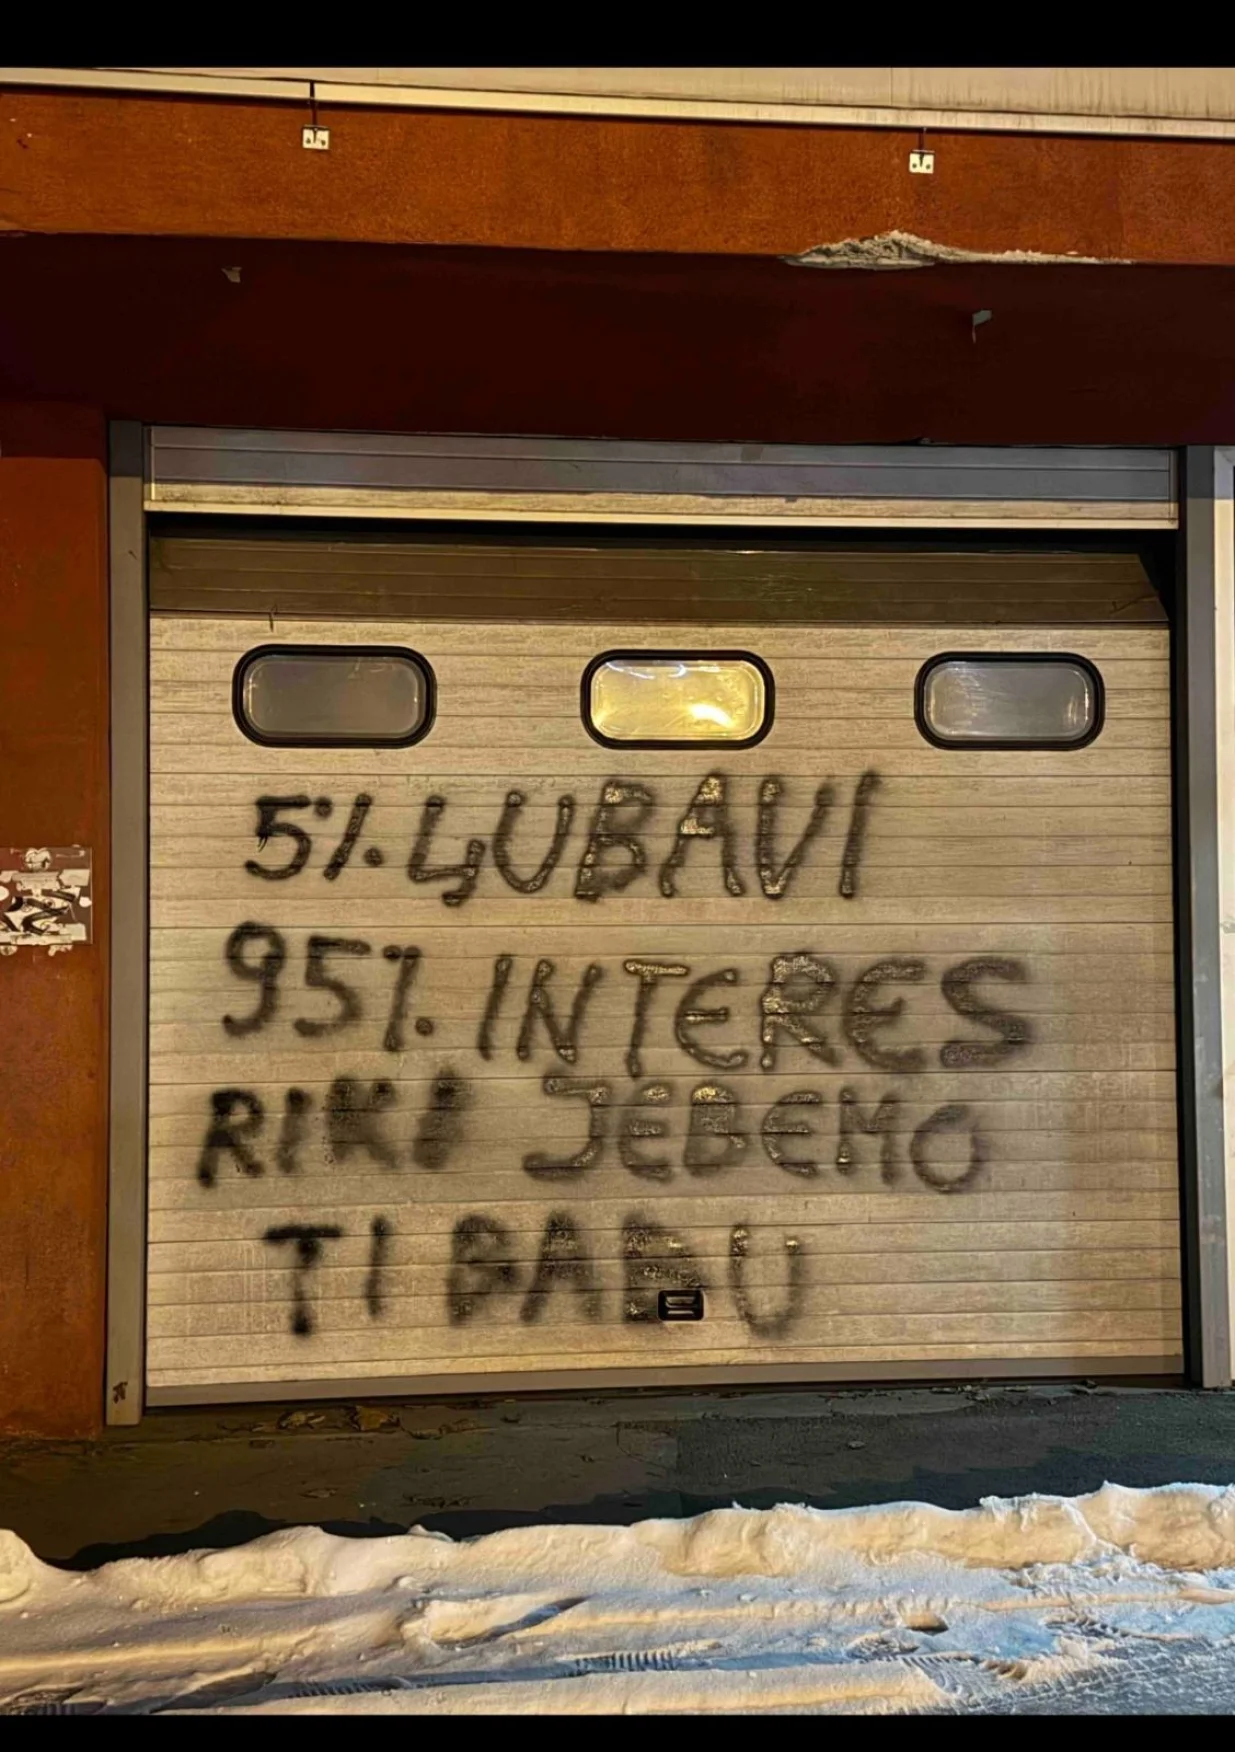 5% LJUBAVI
95% INTERES
RIKI JEBEMO
TI BABU